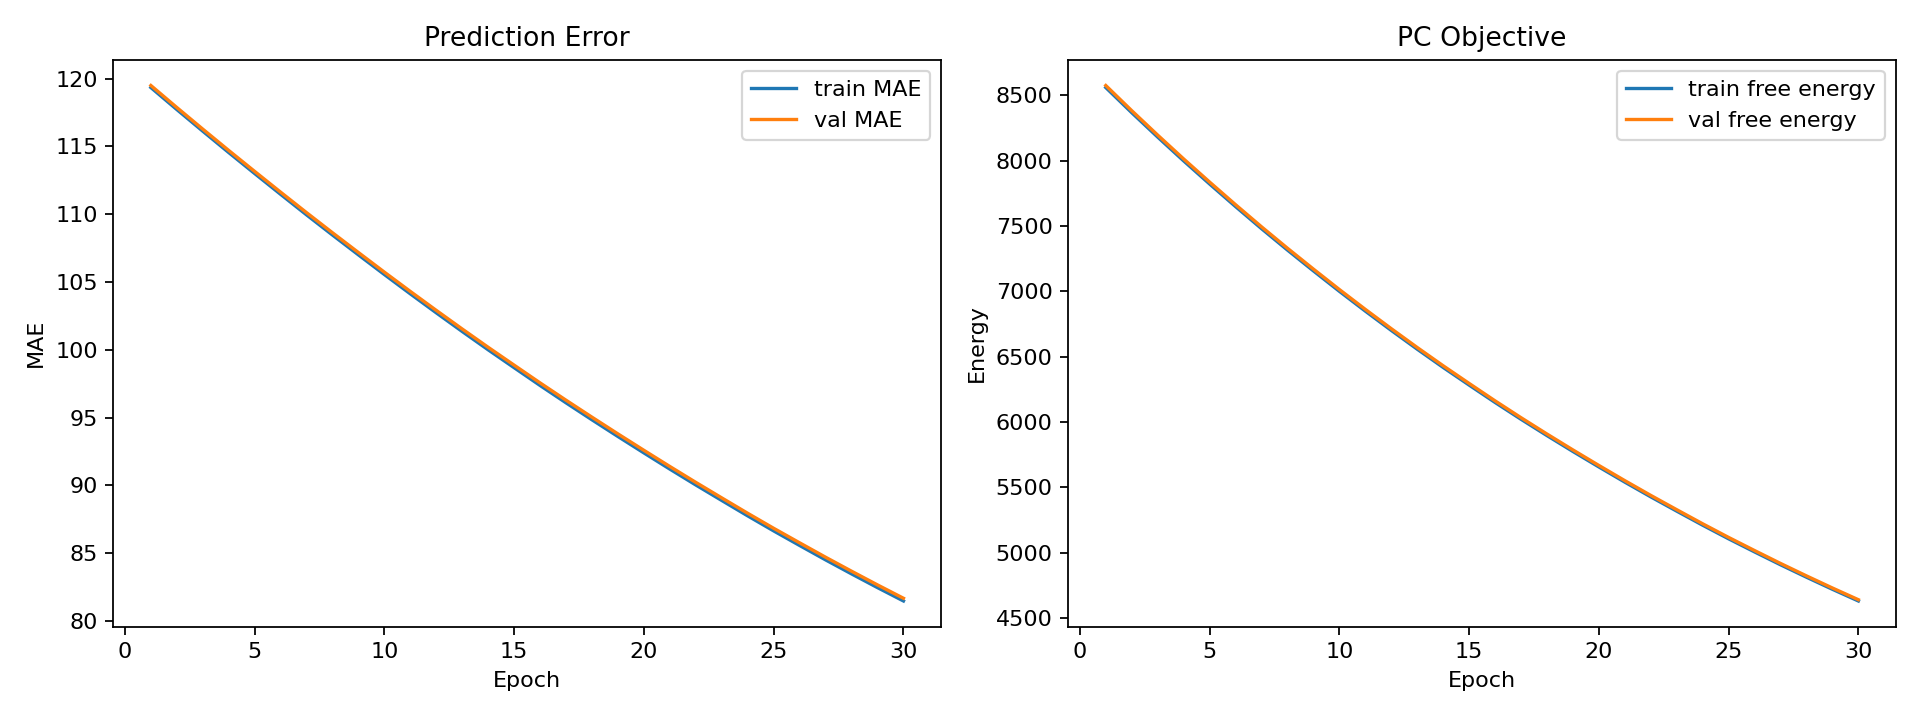 Prediction Error
120
115
110
105
100
95
90
85
80
MAE
train MAE
val MAE
0 5 10 15 20 25 30
Epoch
PC Objective
8500
8000
7500
7000
6500
6000
5500
5000
4500
Energy
train free energy
val free energy
0 5 10 15 20 25 30
Epoch